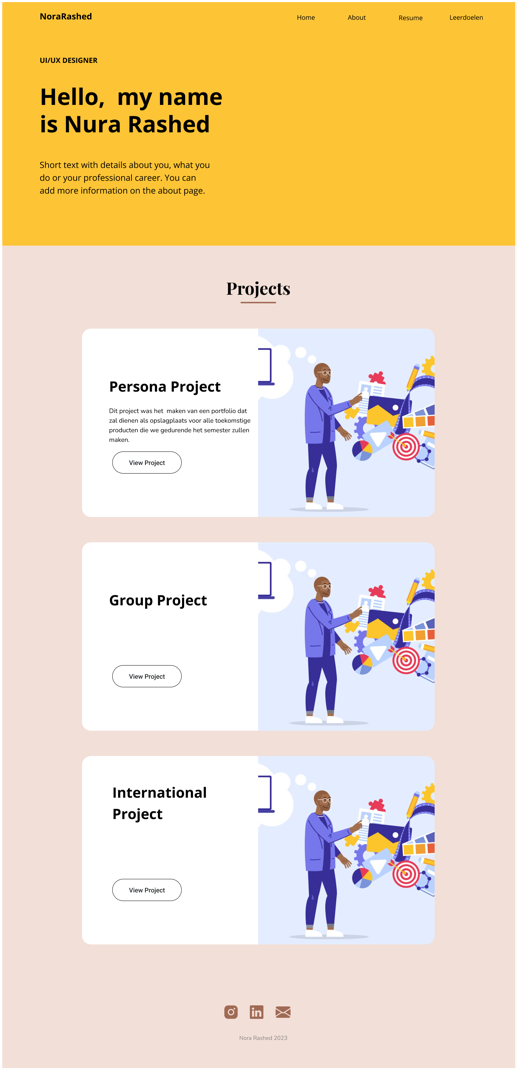 NoraRashed
Home About Resume Leerdoelen
UI/UX DESIGNER
Hello, my name
is Nura Rashed
Short text with details about you, what you
do or your professional career. You can
add more information on the about page.
Projects
Persona Project
Dit project was het maken van een portfolio dat
zal dienen als opslagplaats voor alle toekomstige
producten die we gedurende het semester zullen
maken.
View Project
Group Project
View Project
International
Project
View Project
in
Nora Rashed 2023